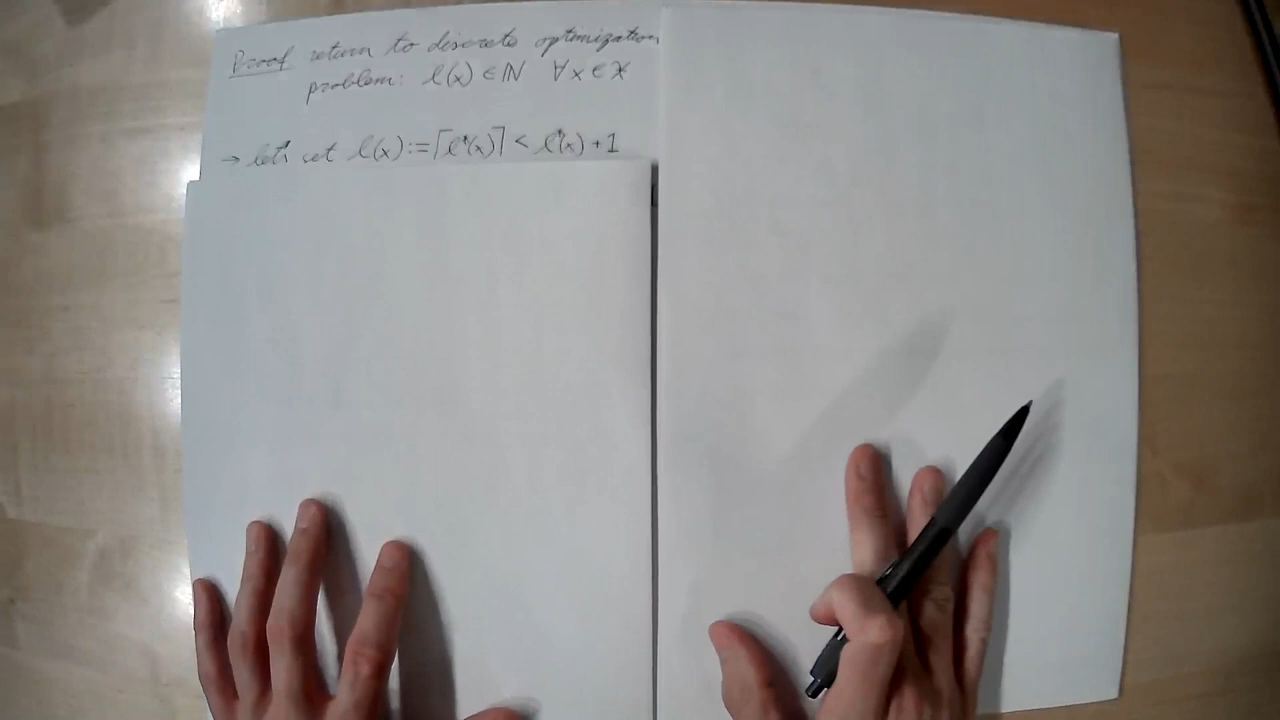 Proof return to discrete optimization
problem: ℓ(x) ∈ ℕ ∀ x ∈ 𝒳
→ let's set ℓ(x) := ⌈ℓ*(x)⌉ < ℓ*(x) + 1